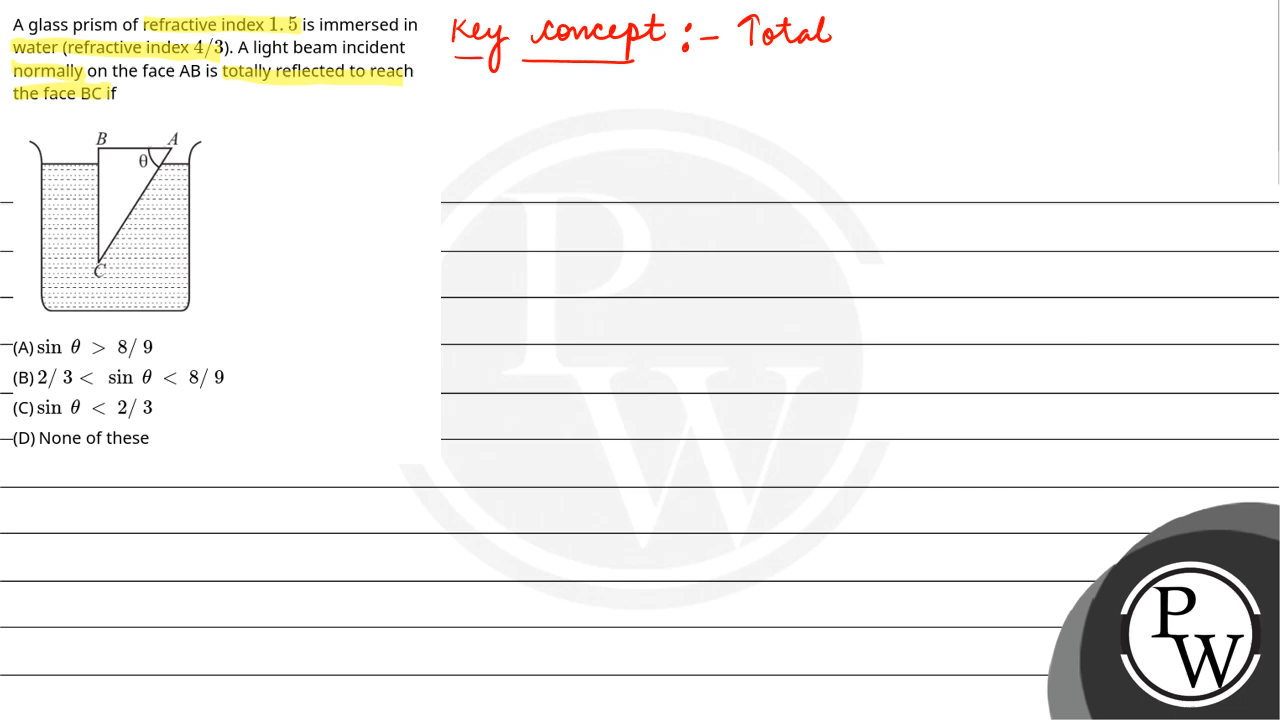 A glass prism of refractive index 1.5 is immersed in
water (refractive index 4/3). A light beam incident
normally on the face AB is totally reflected to reach
the face BC if
B A
θ
C
(A) sin θ > 8/ 9
(B) 2/ 3 < sin θ < 8/ 9
(C) sin θ < 2/ 3
(D) None of these
Key concept :- Total
PW
PW